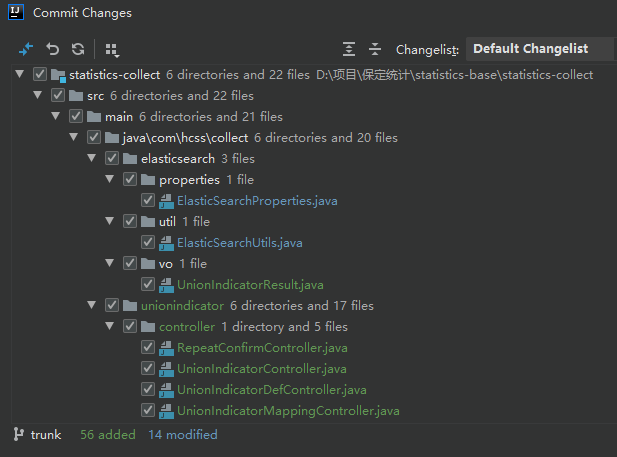 IJ Commit Changes
Changelist: Default Changelist
statistics-collect 6 directories and 22 files D:\项目\保定统计\statistics-base\statistics-collect
src 6 directories and 22 files
main 6 directories and 21 files
java\com\hcss\collect 6 directories and 20 files
elasticsearch 3 files
properties 1 file
ElasticSearchProperties.java
util 1 file
ElasticSearchUtils.java
vo 1 file
UnionIndicatorResult.java
unionindicator 6 directories and 17 files
controller 1 directory and 5 files
RepeatConfirmController.java
UnionIndicatorController.java
UnionIndicatorDefController.java
UnionIndicatorMappingController.java
trunk 56 added 14 modified